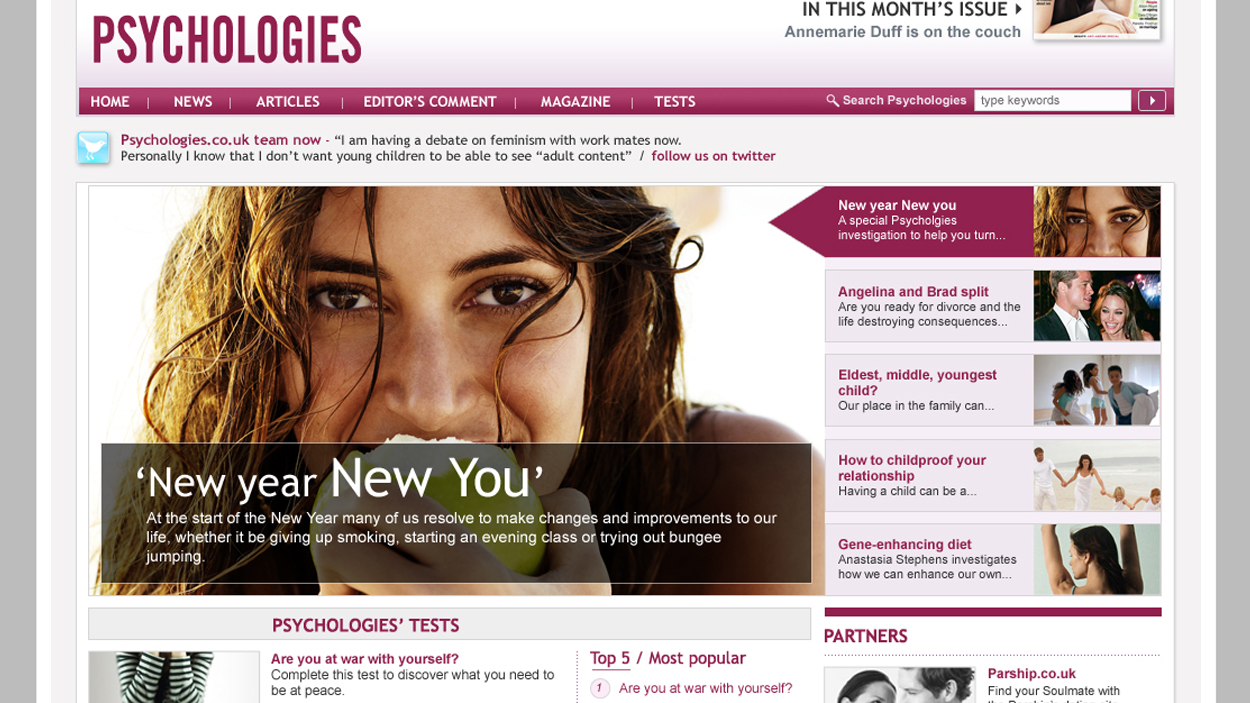 PSYCHOLOGIES
IN THIS MONTH'S ISSUE
Annemarie Duff is on the couch
HOME | NEWS | ARTICLES | EDITOR'S COMMENT | MAGAZINE | TESTS
Search Psychologies
type keywords
Psychologies.co.uk team now - “I am having a debate on feminism with work mates now.
Personally I know that I don't want young children to be able to see “adult content” / follow us on twitter
‘New year New You’
At the start of the New Year many of us resolve to make changes and improvements to our
life, whether it be giving up smoking, starting an evening class or trying out bungee
jumping.
New year New you
A special Psycholgies
investigation to help you turn...
Angelina and Brad split
Are you ready for divorce and the
life destroying consequences...
Eldest, middle, youngest
child?
Our place in the family can...
How to childproof your
relationship
Having a child can be a...
Gene-enhancing diet
Anastasia Stephens investigates
how we can enhance our own...
PSYCHOLOGIES’ TESTS
Are you at war with yourself?
Complete this test to discover what you need to
be at peace.
Top 5 / Most popular
1 Are you at war with yourself?
PARTNERS
Parship.co.uk
Find your Soulmate with